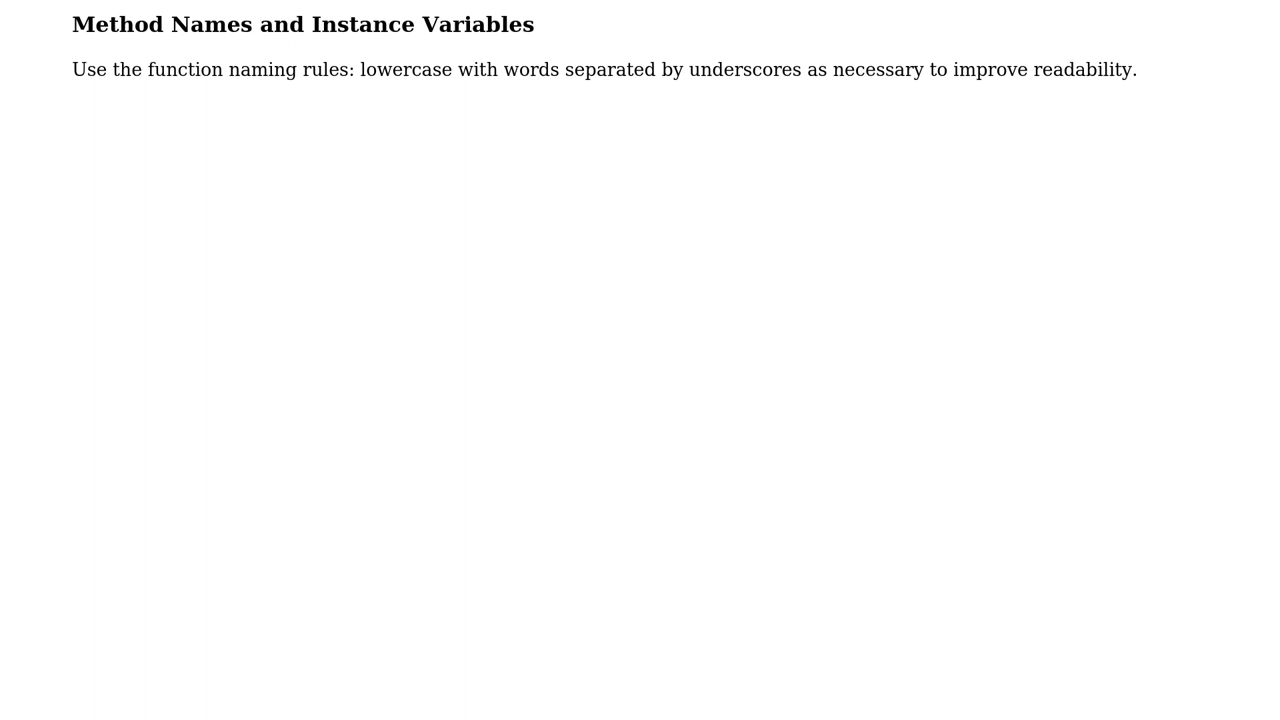 Method Names and Instance Variables
Use the function naming rules: lowercase with words separated by underscores as necessary to improve readability.